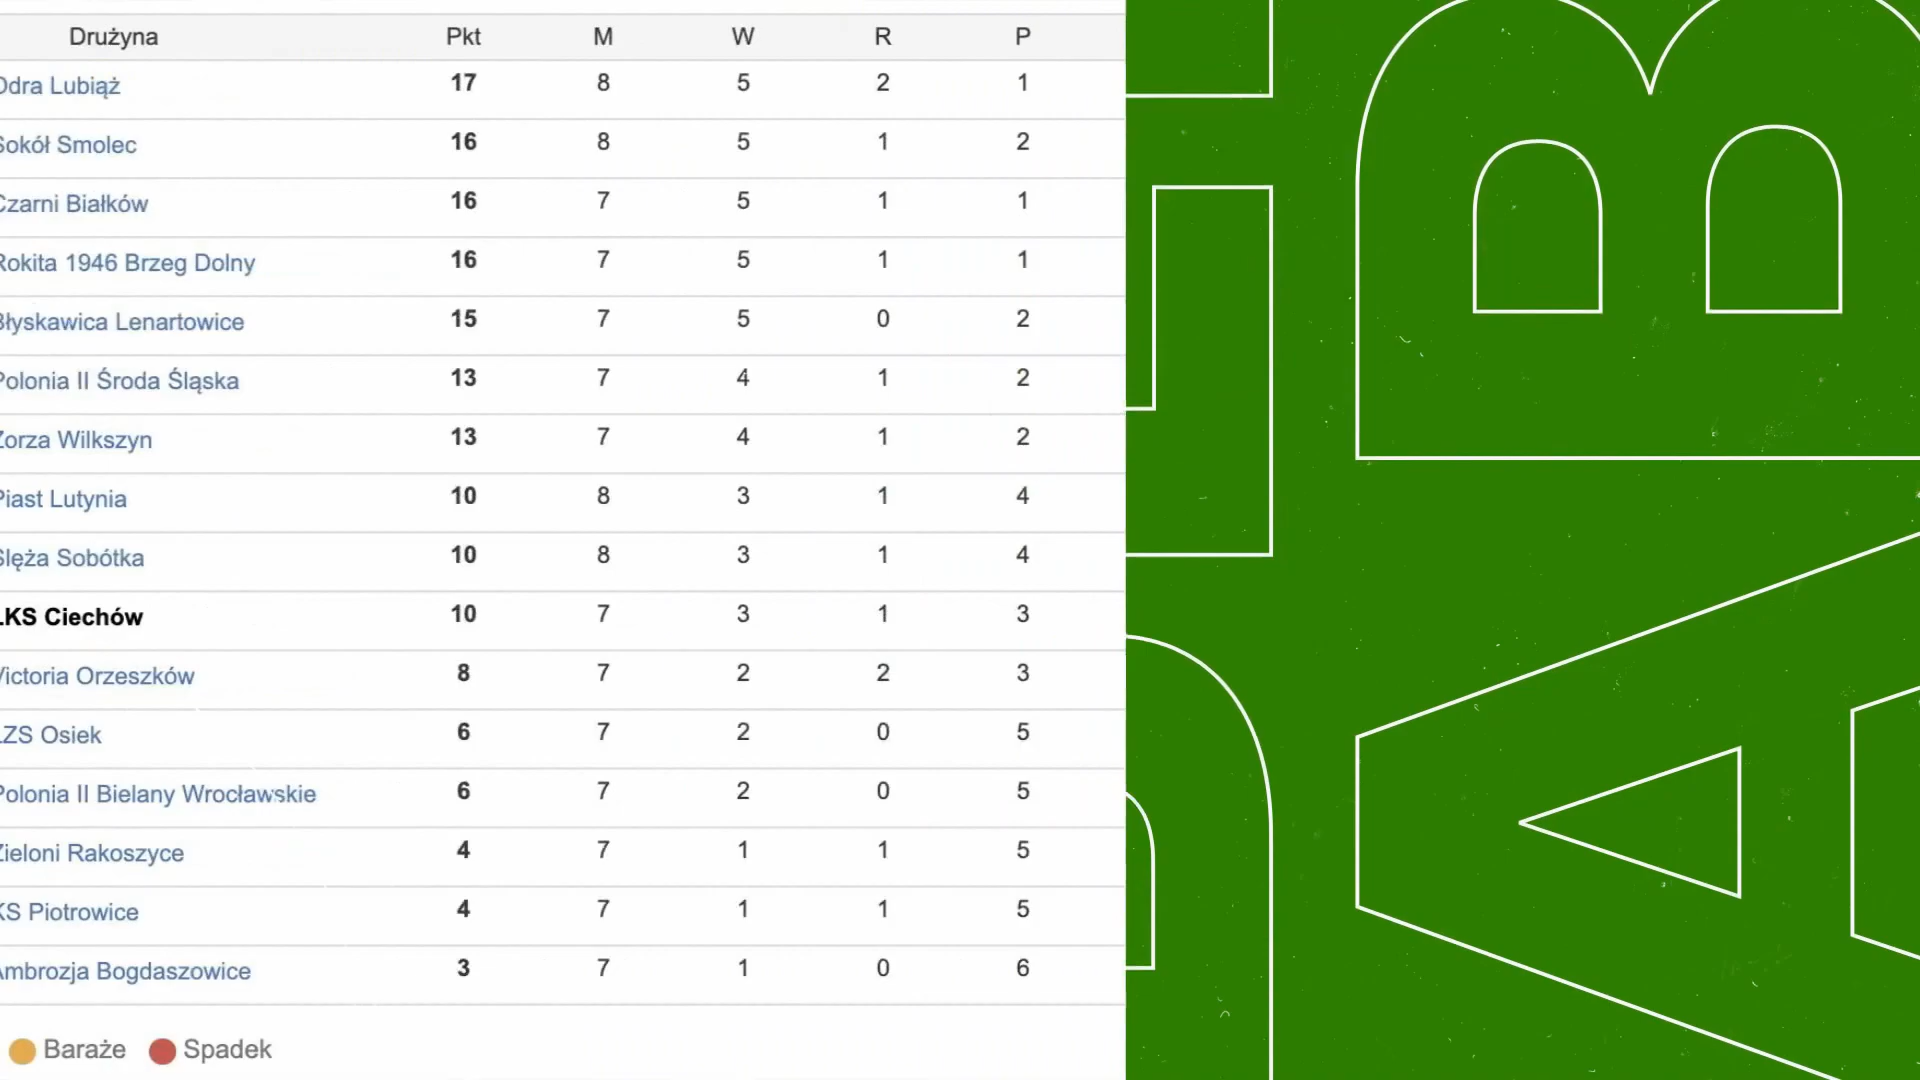 Drużyna Pkt M W R P
Odra Lubiąż 17 8 5 2 1
Sokół Smolec 16 8 5 1 2
Czarni Białków 16 7 5 1 1
Rokita 1946 Brzeg Dolny 16 7 5 1 1
Błyskawica Lenartowice 15 7 5 0 2
Polonia II Środa Śląska 13 7 4 1 2
Zorza Wilkszyn 13 7 4 1 2
Piast Lutynia 10 8 3 1 4
Ślęża Sobótka 10 8 3 1 4
LKS Ciechów 10 7 3 1 3
Victoria Orzeszków 8 7 2 2 3
LZS Osiek 6 7 2 0 5
Polonia II Bielany Wrocławskie 6 7 2 0 5
Zieloni Rakoszyce 4 7 1 1 5
KS Piotrowice 4 7 1 1 5
Ambrozja Bogdaszowice 3 7 1 0 6
Baraże Spadek